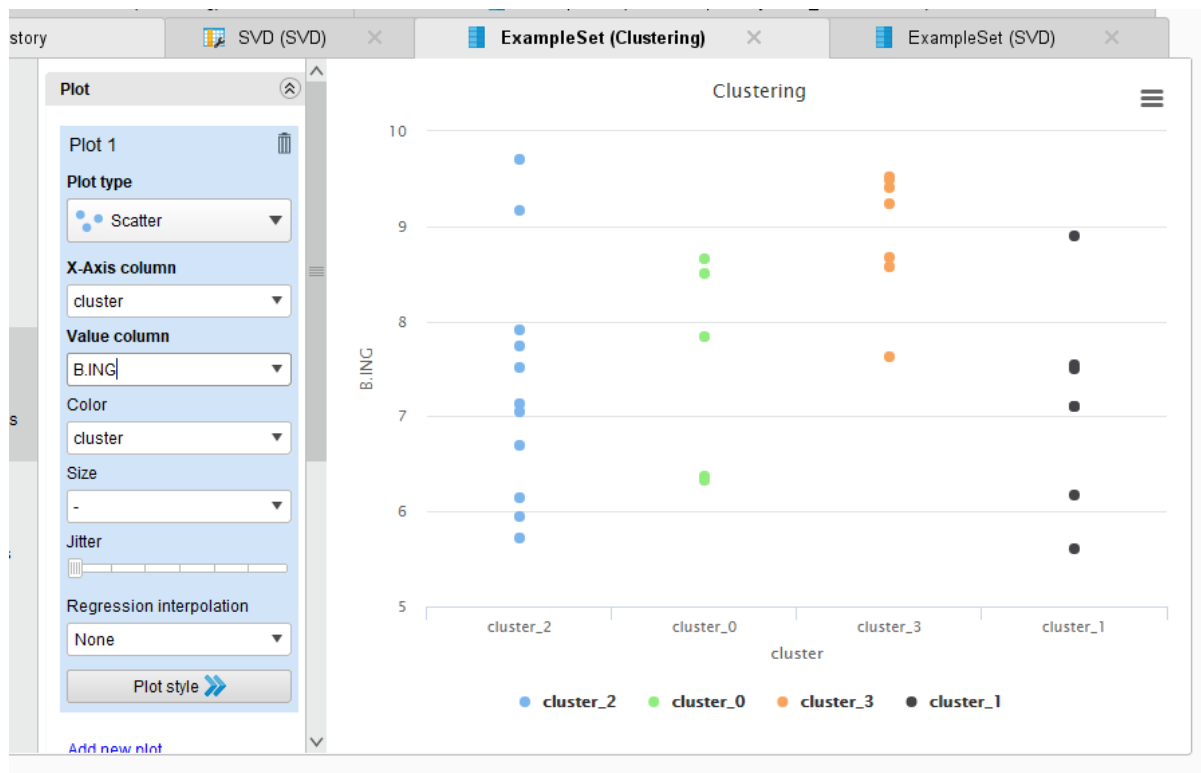 story
SVD (SVD)
ExampleSet (Clustering)
ExampleSet (SVD)
Plot
Plot 1
Plot type
Scatter
X-Axis column
cluster
Value column
B.ING
Color
cluster
Size
-
Jitter
Regression interpolation
None
Plot style
Add new plot
s
Clustering
10
9
8
7
6
5
B.ING
cluster_2 cluster_0 cluster_3 cluster_1
cluster
cluster_2 cluster_0 cluster_3 cluster_1